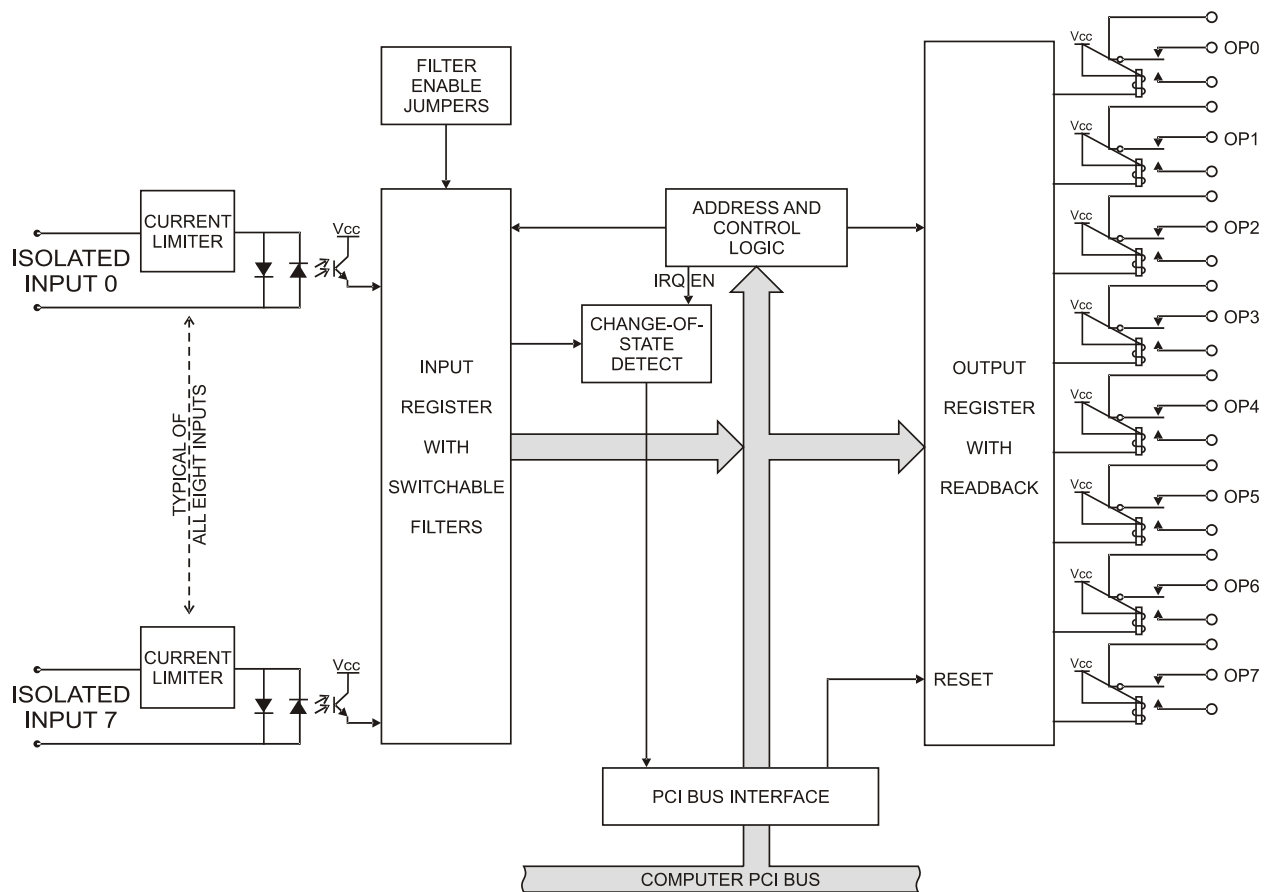 FILTER
ENABLE
JUMPERS
CURRENT
LIMITER
ISOLATED
INPUT 0
Vcc
TYPICAL OF
ALL EIGHT INPUTS
CURRENT
LIMITER
ISOLATED
INPUT 7
Vcc
INPUT
REGISTER
WITH
SWITCHABLE
FILTERS
ADDRESS AND
CONTROL
LOGIC
IRQ EN
CHANGE-OF-
STATE
DETECT
PCI BUS INTERFACE
COMPUTER PCI BUS
OUTPUT
REGISTER
WITH
READBACK
RESET
Vcc
OP0
Vcc
OP1
Vcc
OP2
Vcc
OP3
Vcc
OP4
Vcc
OP5
Vcc
OP6
Vcc
OP7